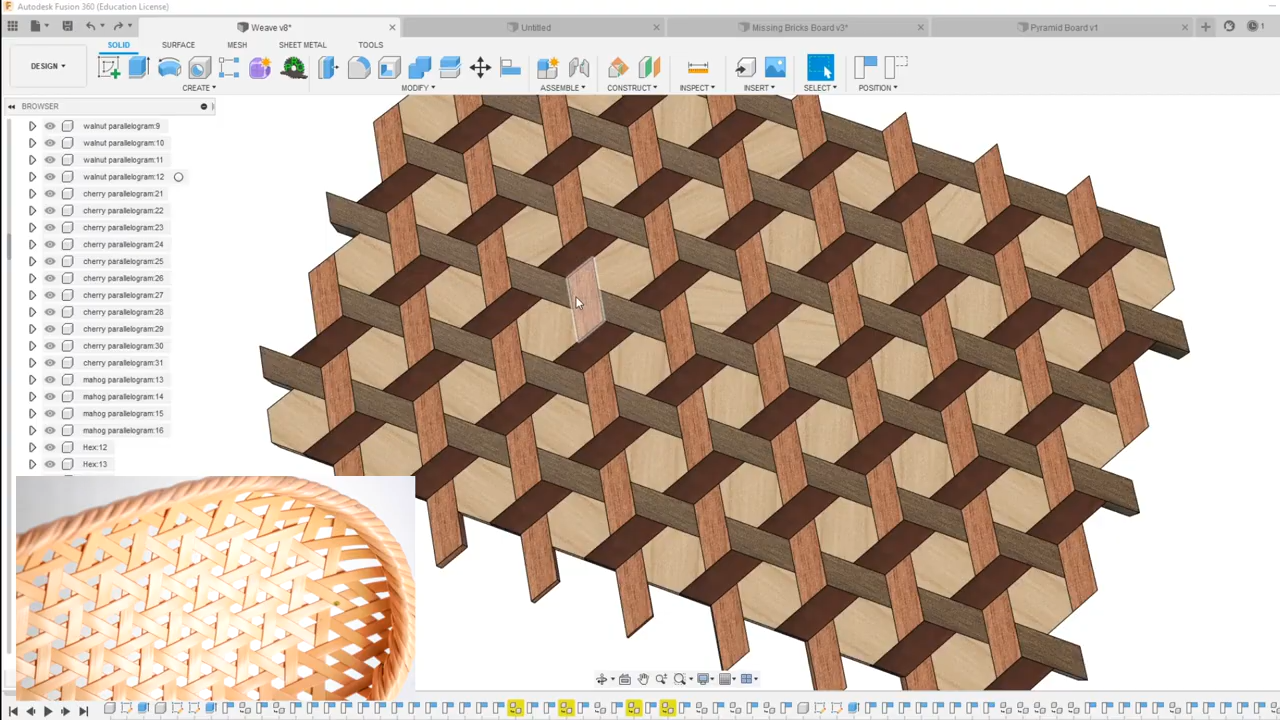 Autodesk Fusion 360 (Education License)
Weave v8*
Untitled
Missing Bricks Board v3*
Pyramid Board v1
1
SOLID
SURFACE
MESH
SHEET METAL
TOOLS
DESIGN
CREATE
MODIFY
ASSEMBLE
CONSTRUCT
INSPECT
INSERT
SELECT
POSITION
BROWSER
walnut parallelogram:9
walnut parallelogram:10
walnut parallelogram:11
walnut parallelogram:12
cherry parallelogram:21
cherry parallelogram:22
cherry parallelogram:23
cherry parallelogram:24
cherry parallelogram:25
cherry parallelogram:26
cherry parallelogram:27
cherry parallelogram:28
cherry parallelogram:29
cherry parallelogram:30
cherry parallelogram:31
mahog parallelogram:13
mahog parallelogram:14
mahog parallelogram:15
mahog parallelogram:16
Hex:12
Hex:13